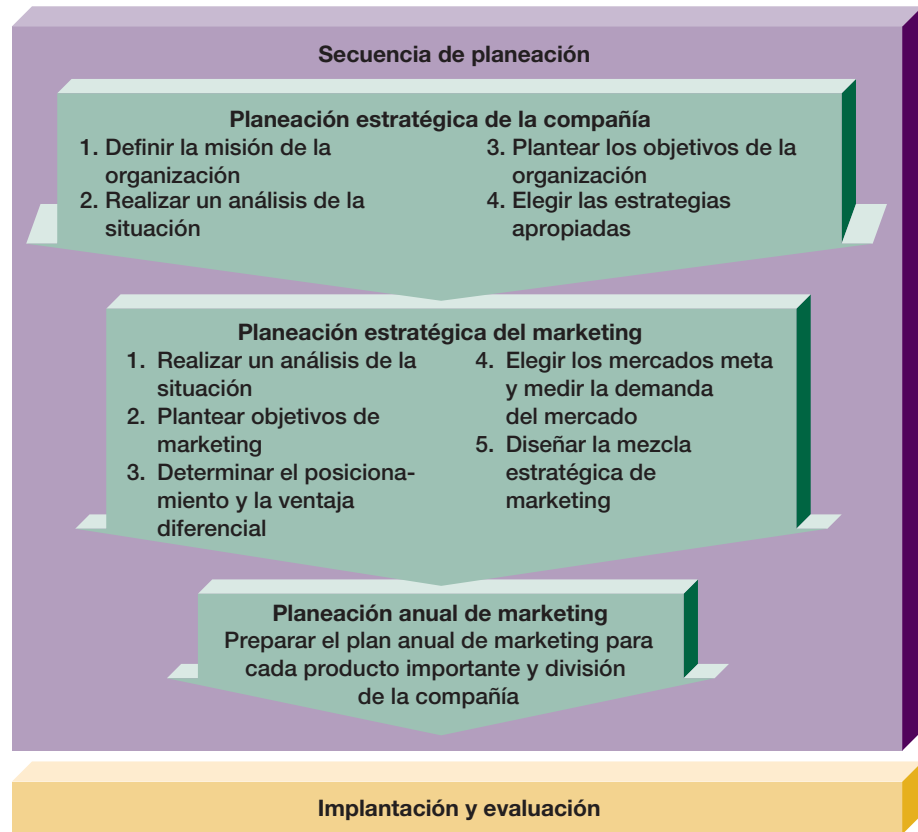 Secuencia de planeación
Planeación estratégica de la compañía
1. Definir la misión de la
organización
2. Realizar un análisis de la
situación
3. Plantear los objetivos de la
organización
4. Elegir las estrategias
apropiadas
Planeación estratégica del marketing
1. Realizar un análisis de la
situación
2. Plantear objetivos de
marketing
3. Determinar el posiciona-
miento y la ventaja
diferencial
4. Elegir los mercados meta
y medir la demanda
del mercado
5. Diseñar la mezcla
estratégica de
marketing
Planeación anual de marketing
Preparar el plan anual de marketing para
cada producto importante y división
de la compañía
Implantación y evaluación